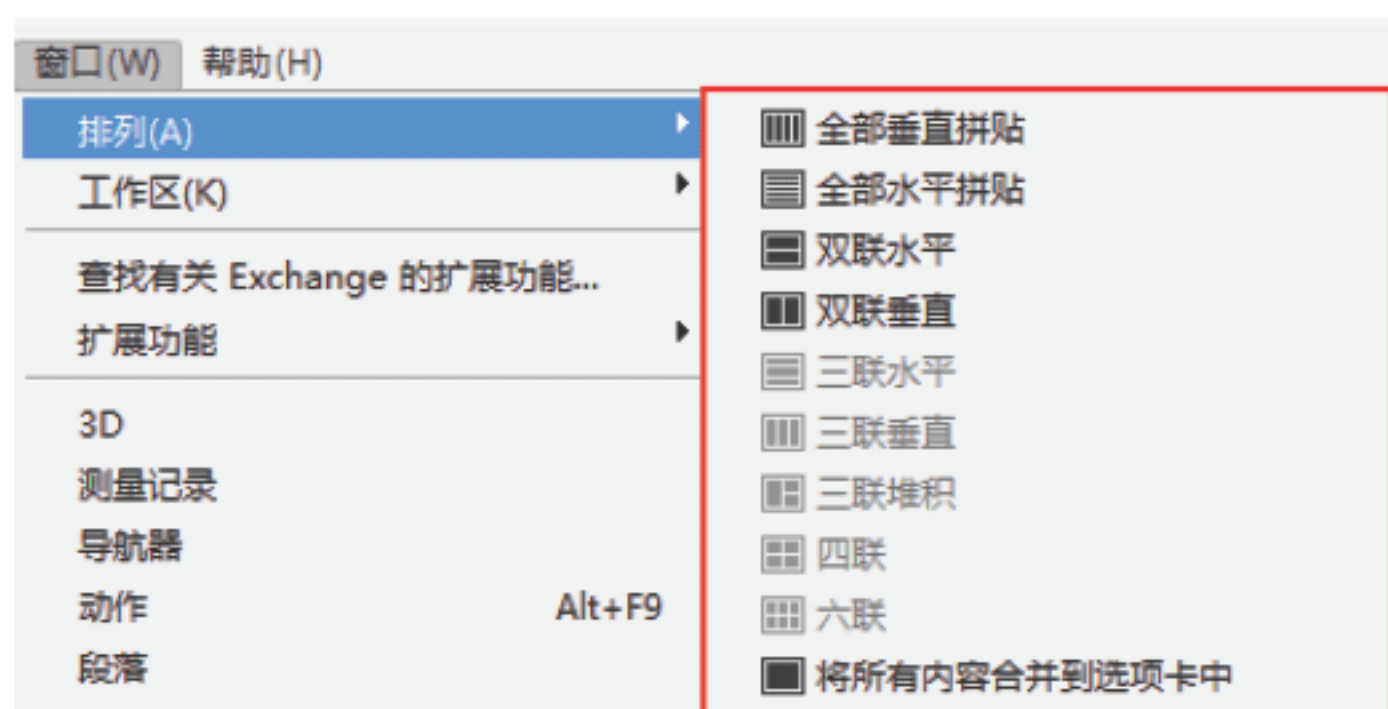 窗口(W) 帮助(H)
排列(A)
工作区(K)
查找有关 Exchange 的扩展功能...
扩展功能
3D
测量记录
导航器
动作 Alt+F9
段落
全部垂直拼贴
全部水平拼贴
双联水平
双联垂直
三联水平
三联垂直
三联堆积
四联
六联
将所有内容合并到选项卡中